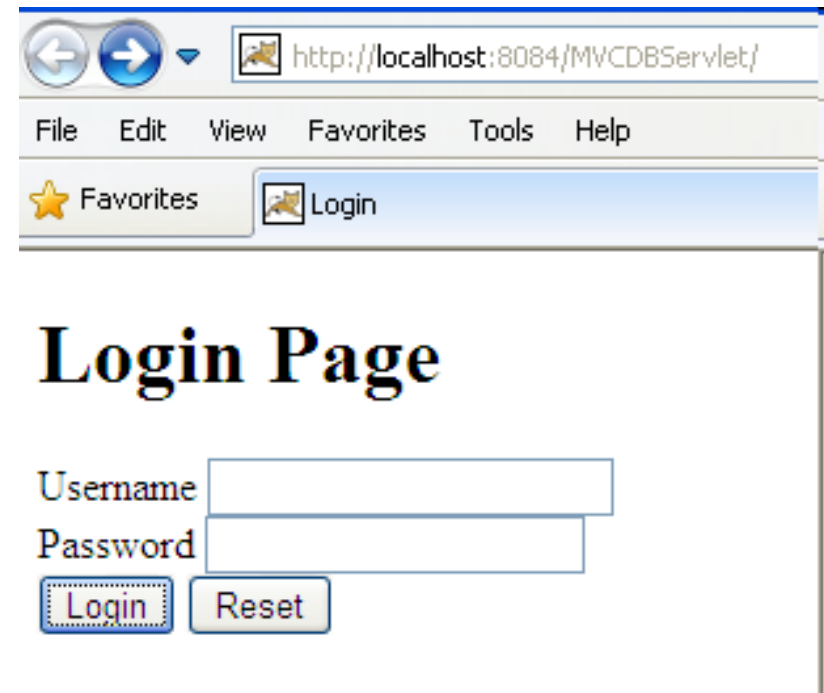 http://localhost:8084/MVCDBServlet/
File Edit View Favorites Tools Help
Favorites Login
Login Page
Username
Password
Login Reset